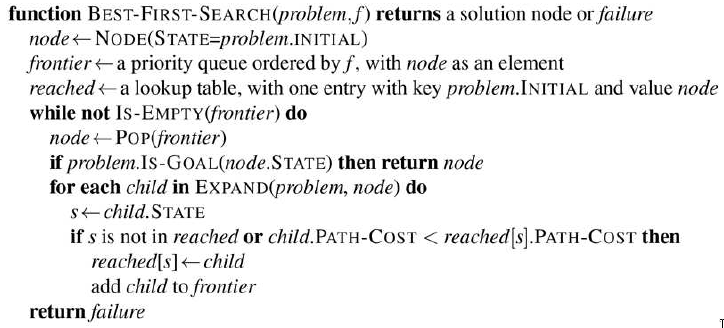 function BEST-FIRST-SEARCH(problem,f) returns a solution node or failure
node←NODE(STATE=problem.INITIAL)
frontier←a priority queue ordered by f, with node as an element
reached←a lookup table, with one entry with key problem.INITIAL and value node
while not IS-EMPTY(frontier) do
node←POP(frontier)
if problem.IS-GOAL(node.STATE) then return node
for each child in EXPAND(problem, node) do
s←child.STATE
if s is not in reached or child.PATH-COST < reached[s].PATH-COST then
reached[s]←child
add child to frontier
return failure